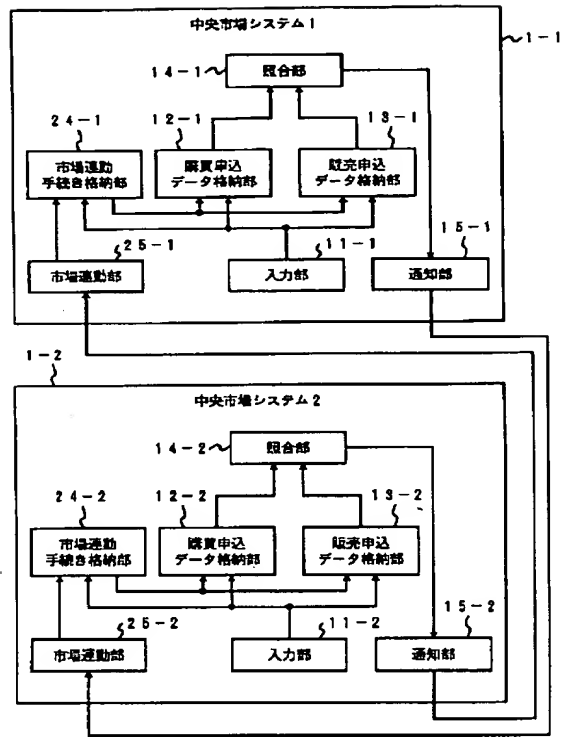 中央市場システム1
1-1
14-1
照合部
24-1
12-1
13-1
市場連動
手続き格納部
購買申込
データ格納部
販売申込
データ格納部
25-1
11-1
15-1
市場連動部
入力部
通知部
1-2
中央市場システム2
14-2
照合部
24-2
12-2
13-2
市場連動
手続き格納部
購買申込
データ格納部
販売申込
データ格納部
25-2
11-2
15-2
市場連動部
入力部
通知部